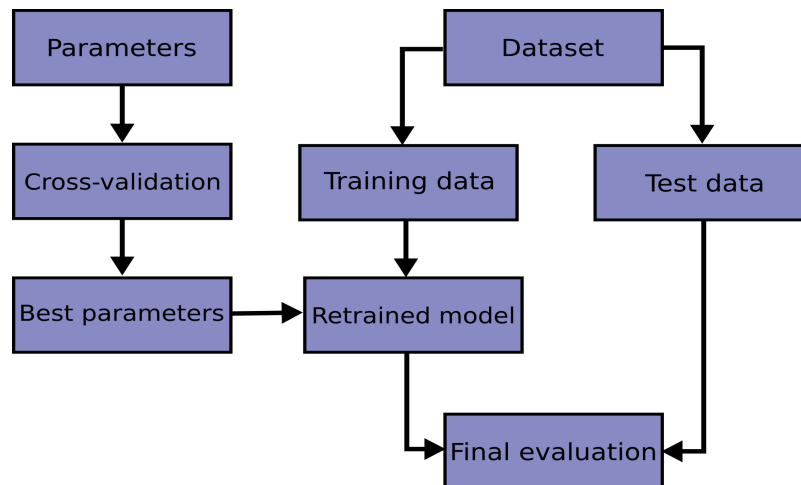 Parameters
Dataset
Cross-validation
Training data
Test data
Best parameters
Retrained model
Final evaluation